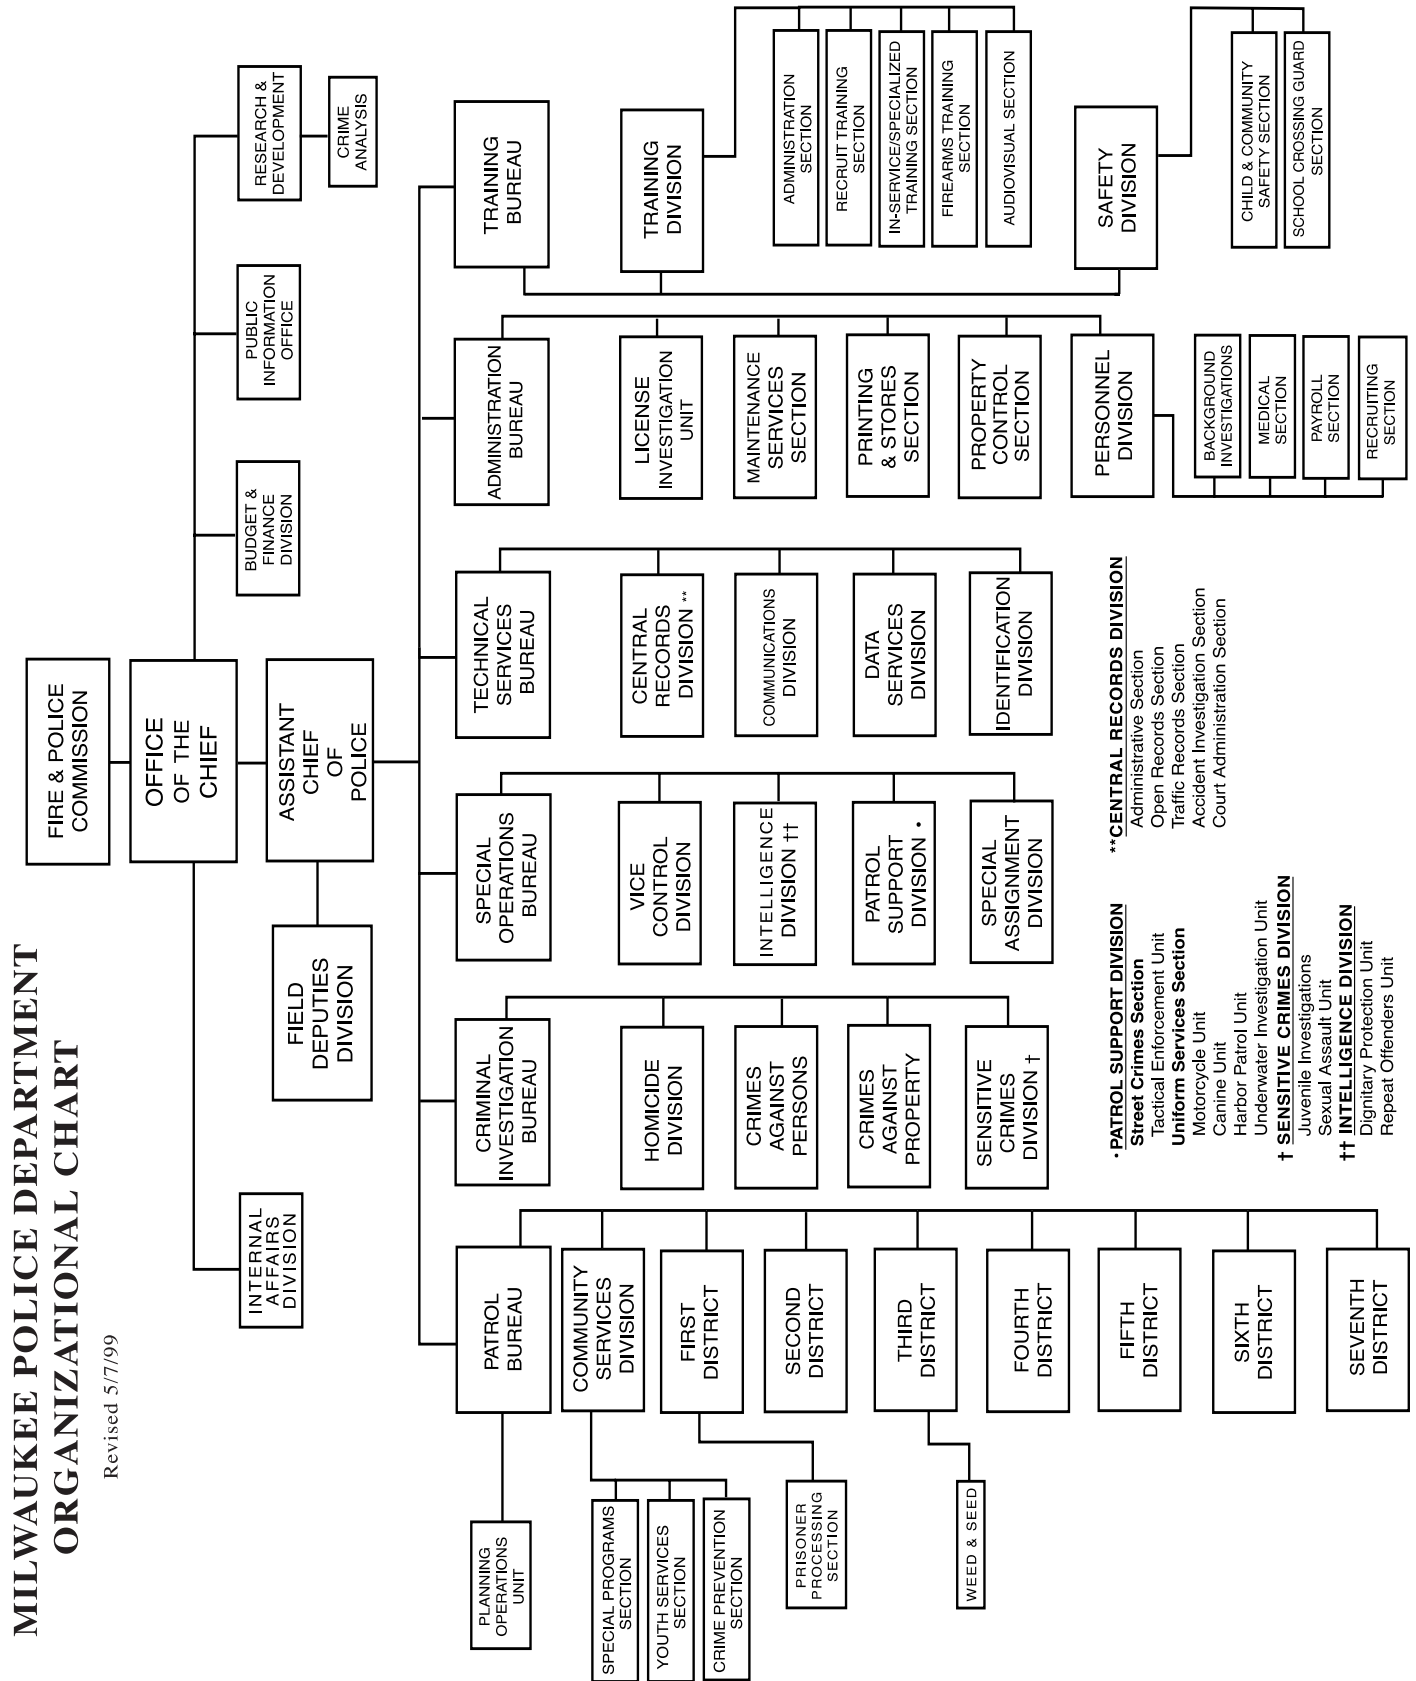 MILWAUKEE POLICE DEPARTMENT
ORGANIZATIONAL CHART
Revised 5/7/99
FIRE & POLICE
COMMISSION
OFFICE
OF THE
CHIEF
ASSISTANT
CHIEF
OF
POLICE
FIELD
DEPUTIES
DIVISION
INTERNAL
AFFAIRS
DIVISION
BUDGET &
FINANCE
DIVISION
PUBLIC
INFORMATION
OFFICE
RESEARCH &
DEVELOPMENT
CRIME
ANALYSIS
PATROL
BUREAU
PLANNING
OPERATIONS
UNIT
COMMUNITY
SERVICES
DIVISION
SPECIAL PROGRAMS
SECTION
YOUTH SERVICES
SECTION
CRIME PREVENTION
SECTION
FIRST
DISTRICT
PRISONER
PROCESSING
SECTION
SECOND
DISTRICT
THIRD
DISTRICT
WEED & SEED
FOURTH
DISTRICT
FIFTH
DISTRICT
SIXTH
DISTRICT
SEVENTH
DISTRICT
CRIMINAL
INVESTIGATION
BUREAU
HOMICIDE
DIVISION
CRIMES
AGAINST
PERSONS
CRIMES
AGAINST
PROPERTY
SENSITIVE
CRIMES
DIVISION †
SPECIAL
OPERATIONS
BUREAU
VICE
CONTROL
DIVISION
INTELLIGENCE
DIVISION ††
PATROL
SUPPORT
DIVISION •
SPECIAL
ASSIGNMENT
DIVISION
TECHNICAL
SERVICES
BUREAU
CENTRAL
RECORDS
DIVISION **
COMMUNICATIONS
DIVISION
DATA
SERVICES
DIVISION
IDENTIFICATION
DIVISION
ADMINISTRATION
BUREAU
LICENSE
INVESTIGATION
UNIT
MAINTENANCE
SERVICES
SECTION
PRINTING
& STORES
SECTION
PROPERTY
CONTROL
SECTION
PERSONNEL
DIVISION
BACKGROUND
INVESTIGATIONS
MEDICAL
SECTION
PAYROLL
SECTION
RECRUITING
SECTION
TRAINING
BUREAU
TRAINING
DIVISION
ADMINISTRATION
SECTION
RECRUIT TRAINING
SECTION
IN-SERVICE/SPECIALIZED
TRAINING SECTION
FIREARMS TRAINING
SECTION
AUDIOVISUAL SECTION
SAFETY
DIVISION
CHILD & COMMUNITY
SAFETY SECTION
SCHOOL CROSSING GUARD
SECTION
• PATROL SUPPORT DIVISION
Street Crimes Section
Tactical Enforcement Unit
Uniform Services Section
Motorcycle Unit
Canine Unit
Harbor Patrol Unit
Underwater Investigation Unit
† SENSITIVE CRIMES DIVISION
Juvenile Investigations
Sexual Assault Unit
†† INTELLIGENCE DIVISION
Dignitary Protection Unit
Repeat Offenders Unit
**CENTRAL RECORDS DIVISION
Administrative Section
Open Records Section
Traffic Records Section
Accident Investigation Section
Court Administration Section